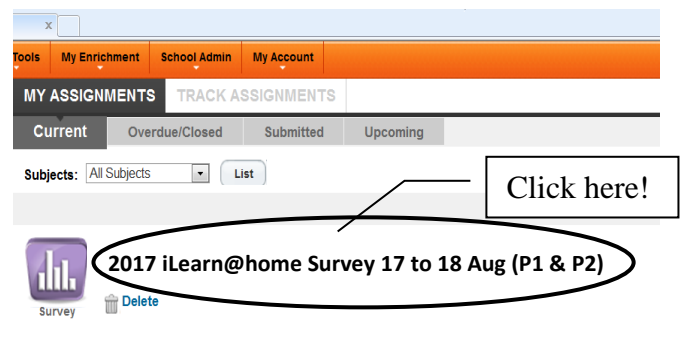 x
Tools My Enrichment School Admin My Account
MY ASSIGNMENTS TRACK ASSIGNMENTS
Current Overdue/Closed Submitted Upcoming
Subjects: All Subjects List
Click here!
2017 iLearn@home Survey 17 to 18 Aug (P1 & P2)
Survey Delete